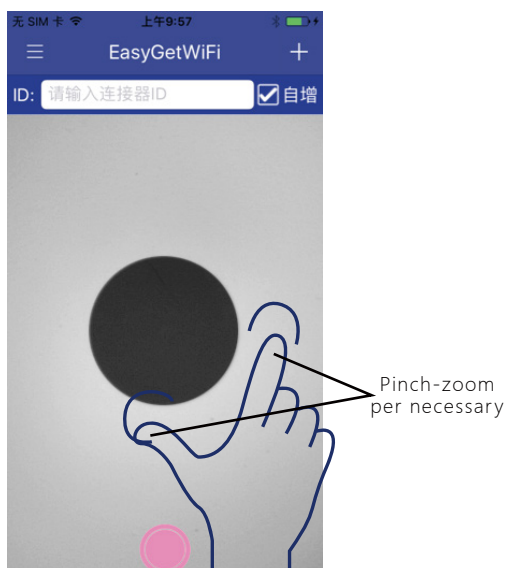 无 SIM 卡 上午9:57
EasyGetWiFi
ID: 请输入连接器ID 自增
Pinch-zoom
per necessary